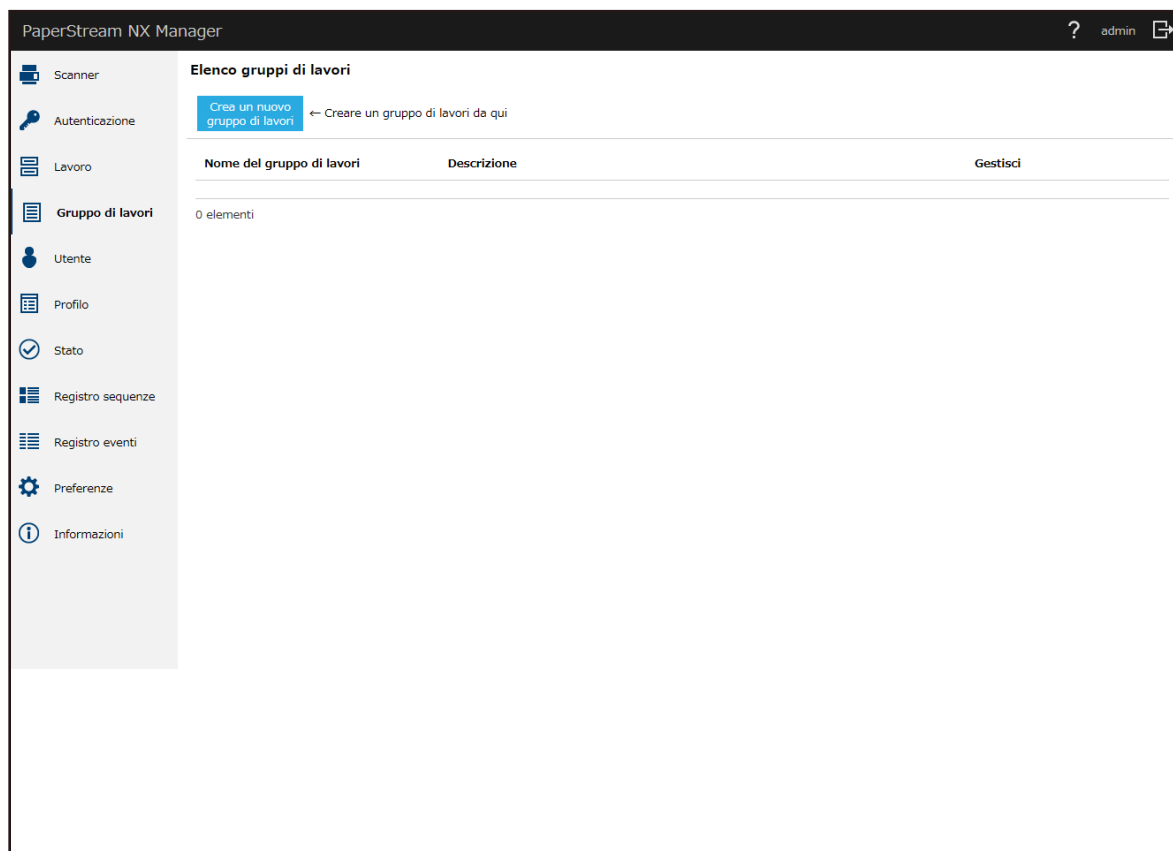 PaperStream NX Manager
? admin
Scanner
Autenticazione
Lavoro
Gruppo di lavori
Utente
Profilo
Stato
Registro sequenze
Registro eventi
Preferenze
Informazioni
Elenco gruppi di lavori
Crea un nuovo
gruppo di lavori
← Creare un gruppo di lavori da qui
Nome del gruppo di lavori Descrizione Gestisci
0 elementi